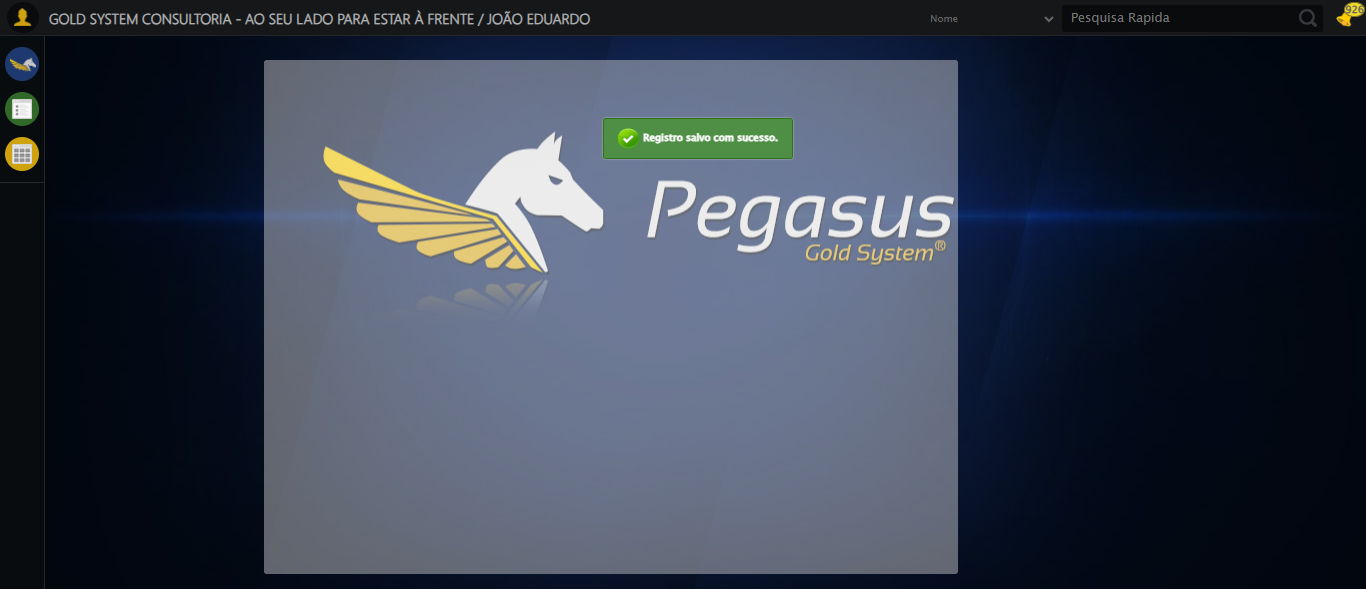 GOLD SYSTEM CONSULTORIA - AO SEU LADO PARA ESTAR À FRENTE / JOÃO EDUARDO
Nome
Pesquisa Rapida
926
Registro salvo com sucesso.
Pegasus
Gold System®